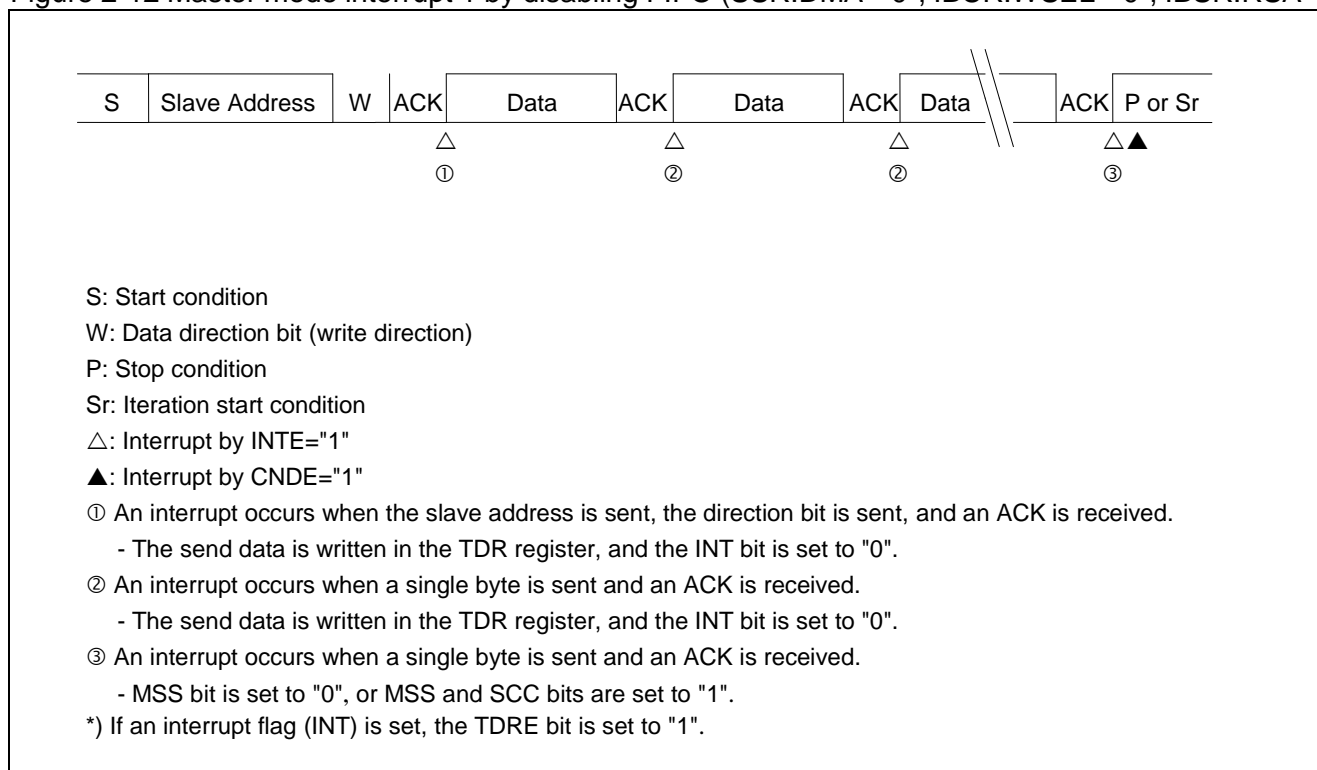 S Slave Address W ACK Data ACK Data ACK Data ACK P or Sr
△ △ △ △▲
① ② ② ③
S: Start condition
W: Data direction bit (write direction)
P: Stop condition
Sr: Iteration start condition
△: Interrupt by INTE="1"
▲: Interrupt by CNDE="1"
① An interrupt occurs when the slave address is sent, the direction bit is sent, and an ACK is received.
- The send data is written in the TDR register, and the INT bit is set to "0".
② An interrupt occurs when a single byte is sent and an ACK is received.
- The send data is written in the TDR register, and the INT bit is set to "0".
③ An interrupt occurs when a single byte is sent and an ACK is received.
- MSS bit is set to "0", or MSS and SCC bits are set to "1".
*) If an interrupt flag (INT) is set, the TDRE bit is set to "1".